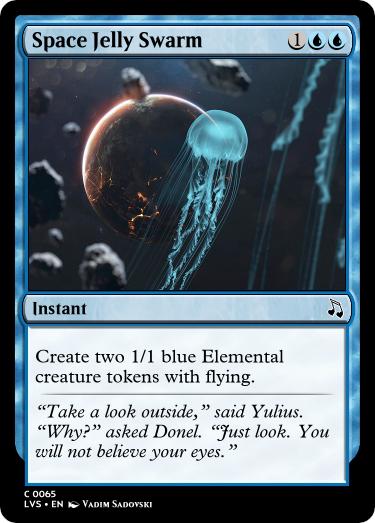 Space Jelly Swarm 1
Instant
Create two 1/1 blue Elemental
creature tokens with flying.
“Take a look outside,” said Yulius.
“Why?” asked Donel. “Just look. You
will not believe your eyes.”
C 0065
LVS • EN Vadim Sadovski